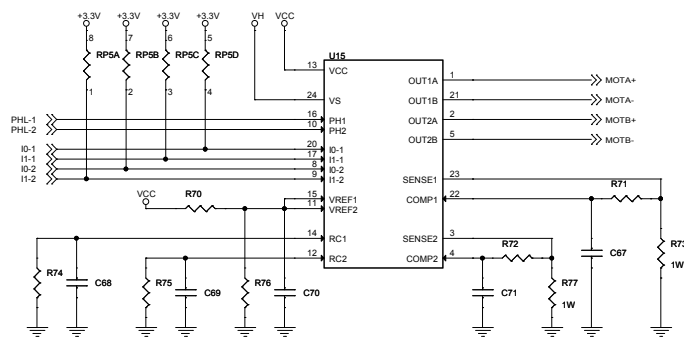 +3.3V +3.3V +3.3V +3.3V VH VCC
8 7 6 5
RP5A RP5B RP5C RP5D
1 2 3 4
U15
13 VCC
24 VS
PHL-1 16 PH1
PHL-2 10 PH2
I0-1 20 I0-1
I1-1 17 I1-1
I0-2 8 I0-2
I1-2 9 I1-2
VCC R70
15 VREF1
11 VREF2
14 RC1
12 RC2
OUT1A 1 MOTA+
OUT1B 21 MOTA-
OUT2A 2 MOTB+
OUT2B 5 MOTB-
SENSE1 23
COMP1 22 R71
SENSE2 3
COMP2 4 R72
R74 C68 R75 C69 R76 C70
C71 R77 1W C67 R73 1W